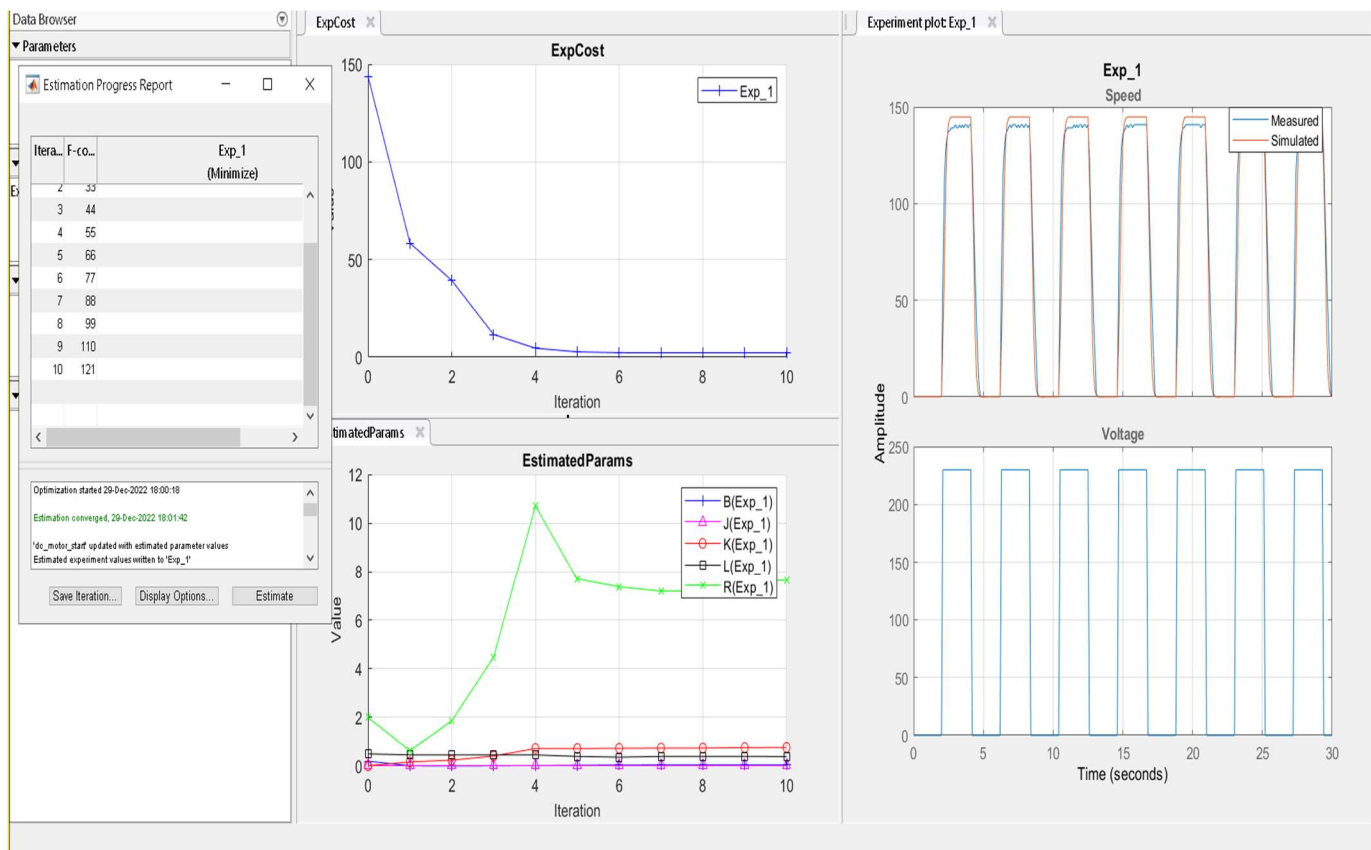 Data Browser
Parameters
Estimation Progress Report
Itera... F-co... Exp_1
(Minimize)
2 33
3 44
4 55
5 66
6 77
7 88
8 99
9 110
10 121
Optimization started 29-Dec-2022 18:00:18
Estimation converged, 29-Dec-2022 18:01:42
'dc_motor_start' updated with estimated parameter values
Estimated experiment values written to 'Exp_1'
Save Iteration... Display Options... Estimate
ExpCost
ExpCost
Exp_1
150
100
50
0
0 2 4 6 8 10
Iteration
timatedParams
EstimatedParams
B(Exp_1)
J(Exp_1)
K(Exp_1)
L(Exp_1)
R(Exp_1)
Value
12
10
8
6
4
2
0
0 2 4 6 8 10
Iteration
Experiment plot: Exp_1
Exp_1
Speed
Measured
Simulated
150
100
50
0
Amplitude
Voltage
250
200
150
100
50
0
0 5 10 15 20 25 30
Time (seconds)